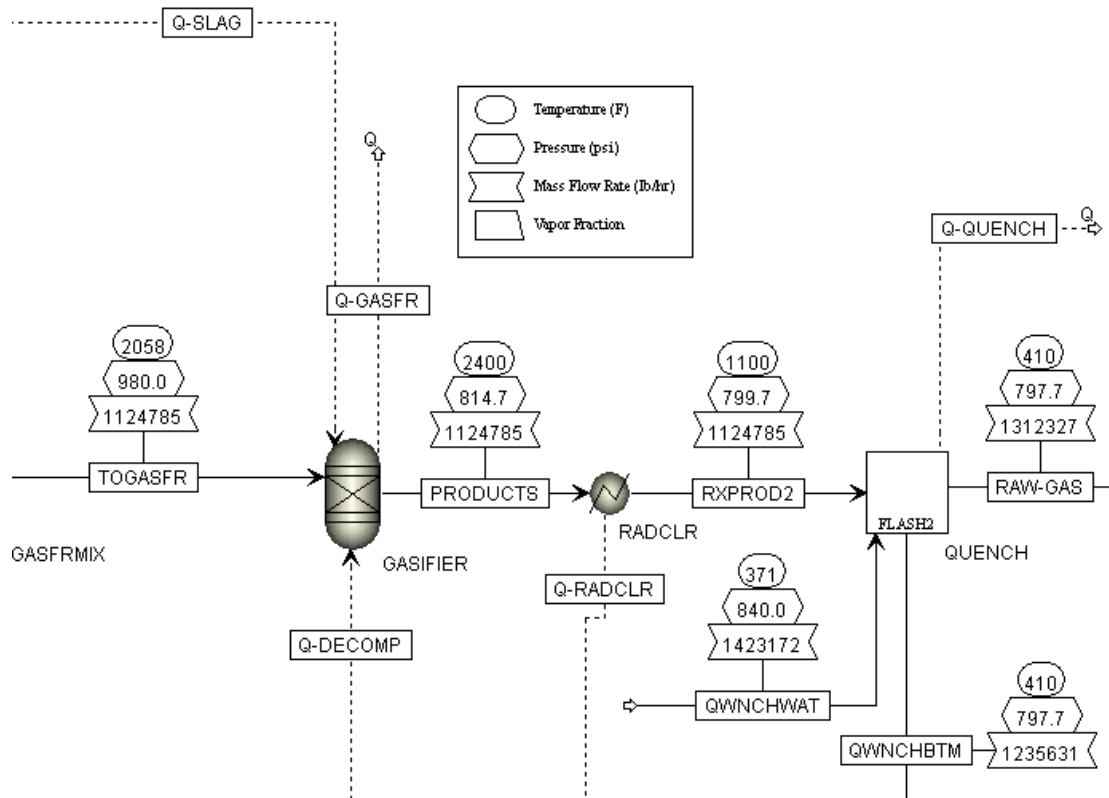 Q-SLAG
Temperature (F)
Pressure (psi)
Mass Flow Rate (lb/hr)
Vapor Fraction
Q
Q-QUENCH
Q
Q-GASFR
2058
980.0
1124785
TOGASFR
2400
814.7
1124785
PRODUCTS
1100
799.7
1124785
RXPROD2
410
797.7
1312327
RAW-GAS
FLASH2
GASFRMIX
GASIFIER
RADCLR
QUENCH
Q-RADCLR
Q-DECOMP
371
840.0
1423172
QWNCHWAT
410
797.7
1235631
QWNCHBTM